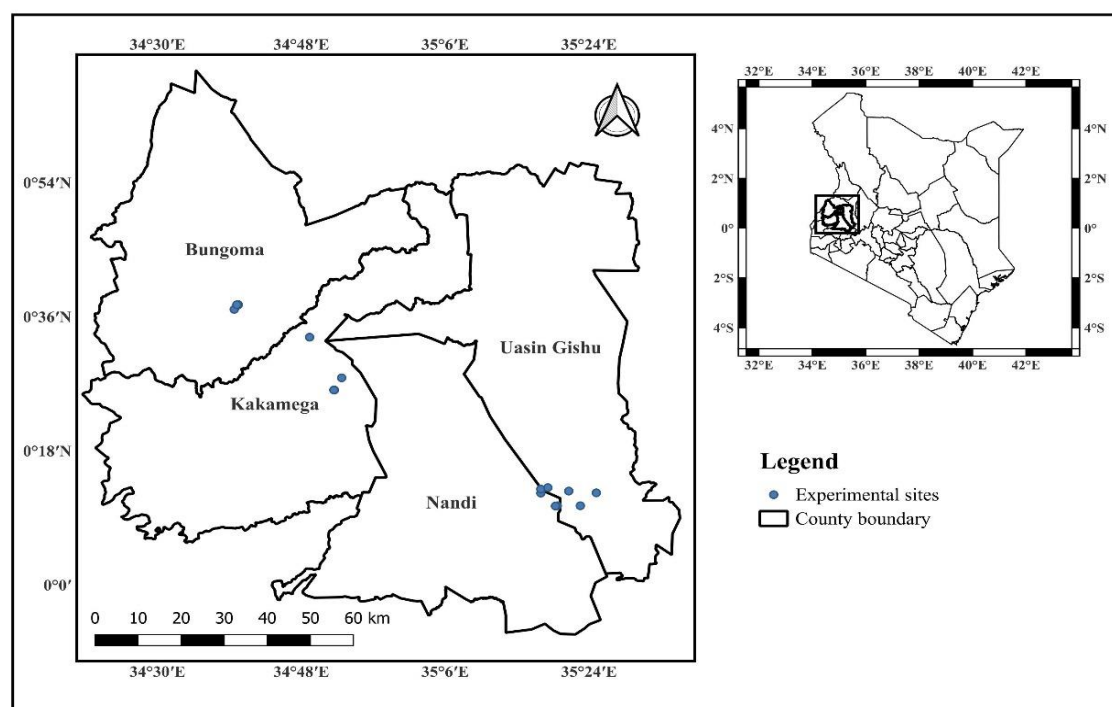 34°30′E 34°48′E 35°6′E 35°24′E
0°54′N
0°36′N
0°18′N
0°0′
Bungoma
Uasin Gishu
Kakamega
Nandi
0 10 20 30 40 50 60 km
34°30′E 34°48′E 35°6′E 35°24′E
32°E 34°E 36°E 38°E 40°E 42°E
4°N 4°N
2°N 2°N
0° 0°
2°S 2°S
4°S 4°S
32°E 34°E 36°E 38°E 40°E 42°E
Legend
Experimental sites
County boundary